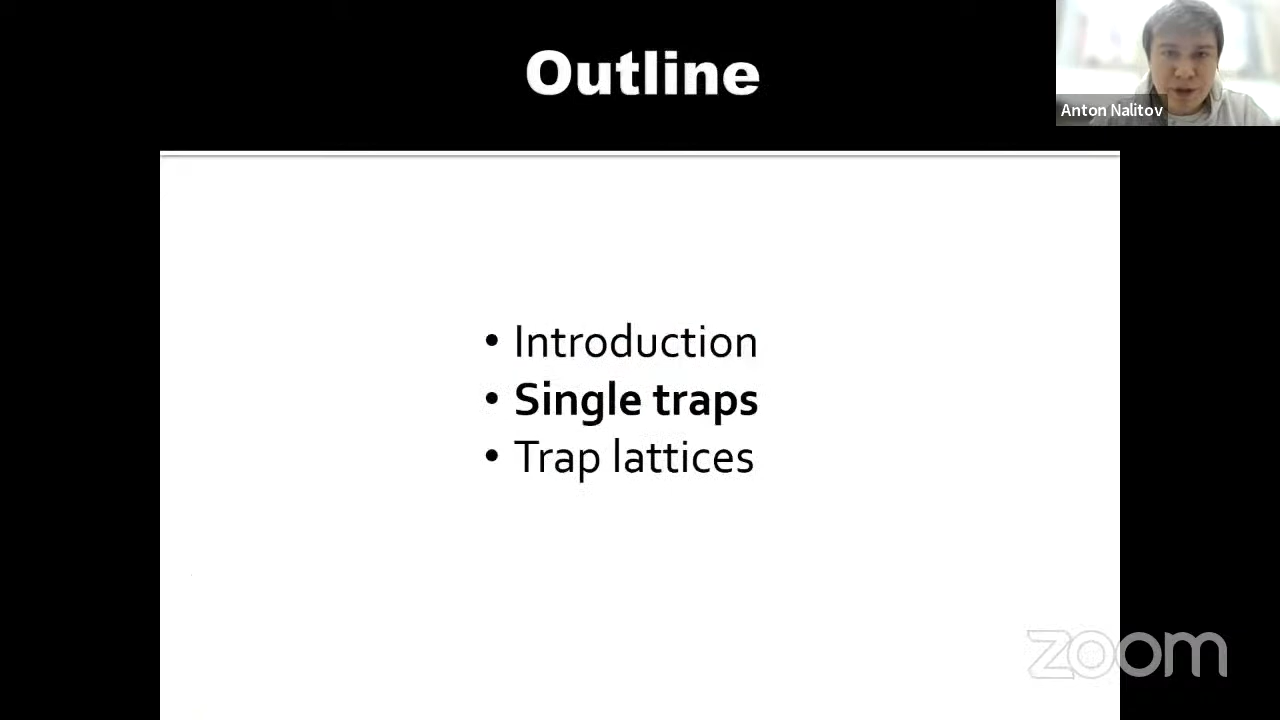 Outline
Anton Nalitov
• Introduction
• Single traps
• Trap lattices
zoom